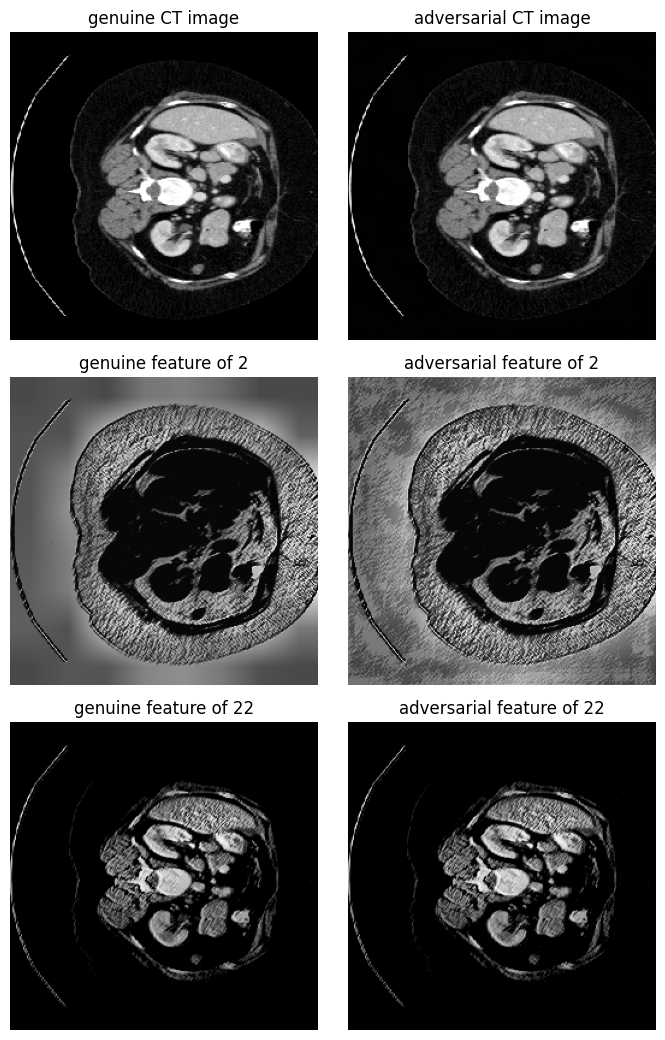 genuine CT image
adversarial CT image
genuine feature of 2
adversarial feature of 2
genuine feature of 22
adversarial feature of 22